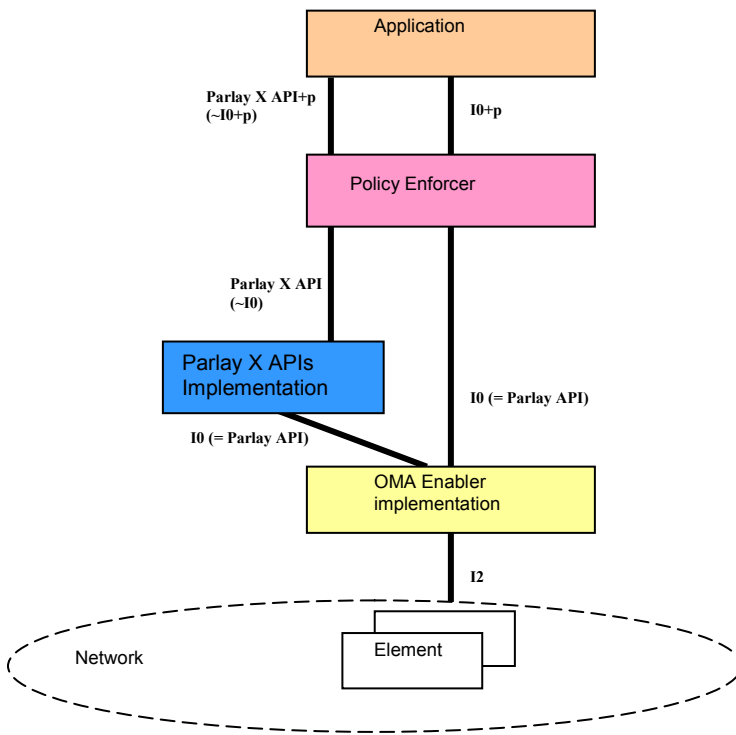 Application
Parlay X API+p
(~I0+p)
I0+p
Policy Enforcer
Parlay X API
(~I0)
Parlay X APIs
Implementation
I0 (= Parlay API)
I0 (= Parlay API)
OMA Enabler
implementation
I2
Network
Element